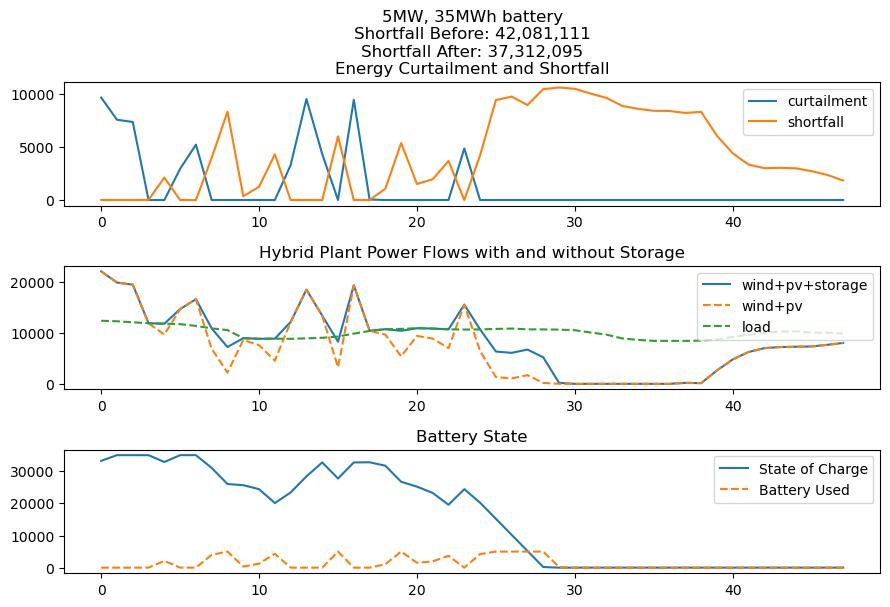 5MW, 35MWh battery
Shortfall Before: 42,081,111
Shortfall After: 37,312,095
Energy Curtailment and Shortfall
10000
5000
0
curtailment
shortfall
0 10 20 30 40
Hybrid Plant Power Flows with and without Storage
20000
10000
0
wind+pv+storage
wind+pv
load
0 10 20 30 40
Battery State
30000
20000
10000
0
State of Charge
Battery Used
0 10 20 30 40